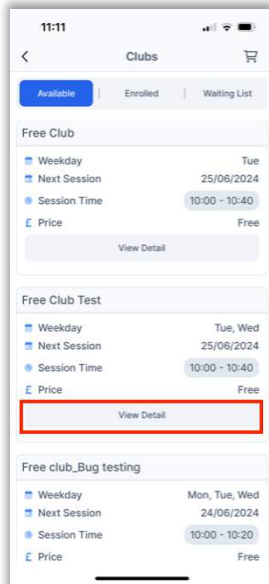 11:11
Clubs
Available Enrolled Waiting List
Free Club
Weekday Tue
Next Session 25/06/2024
Session Time 10:00 - 10:40
£ Price Free
View Detail
Free Club Test
Weekday Tue, Wed
Next Session 25/06/2024
Session Time 10:00 - 10:40
£ Price Free
View Detail
Free club_Bug testing
Weekday Mon, Tue, Wed
Next Session 24/06/2024
Session Time 10:00 - 10:20
£ Price Free